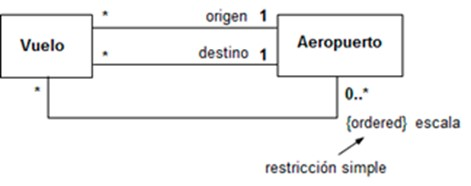 * origen 1
Vuelo
Aeropuerto
* destino 1
* 0..*
{ordered} escala
restricción simple